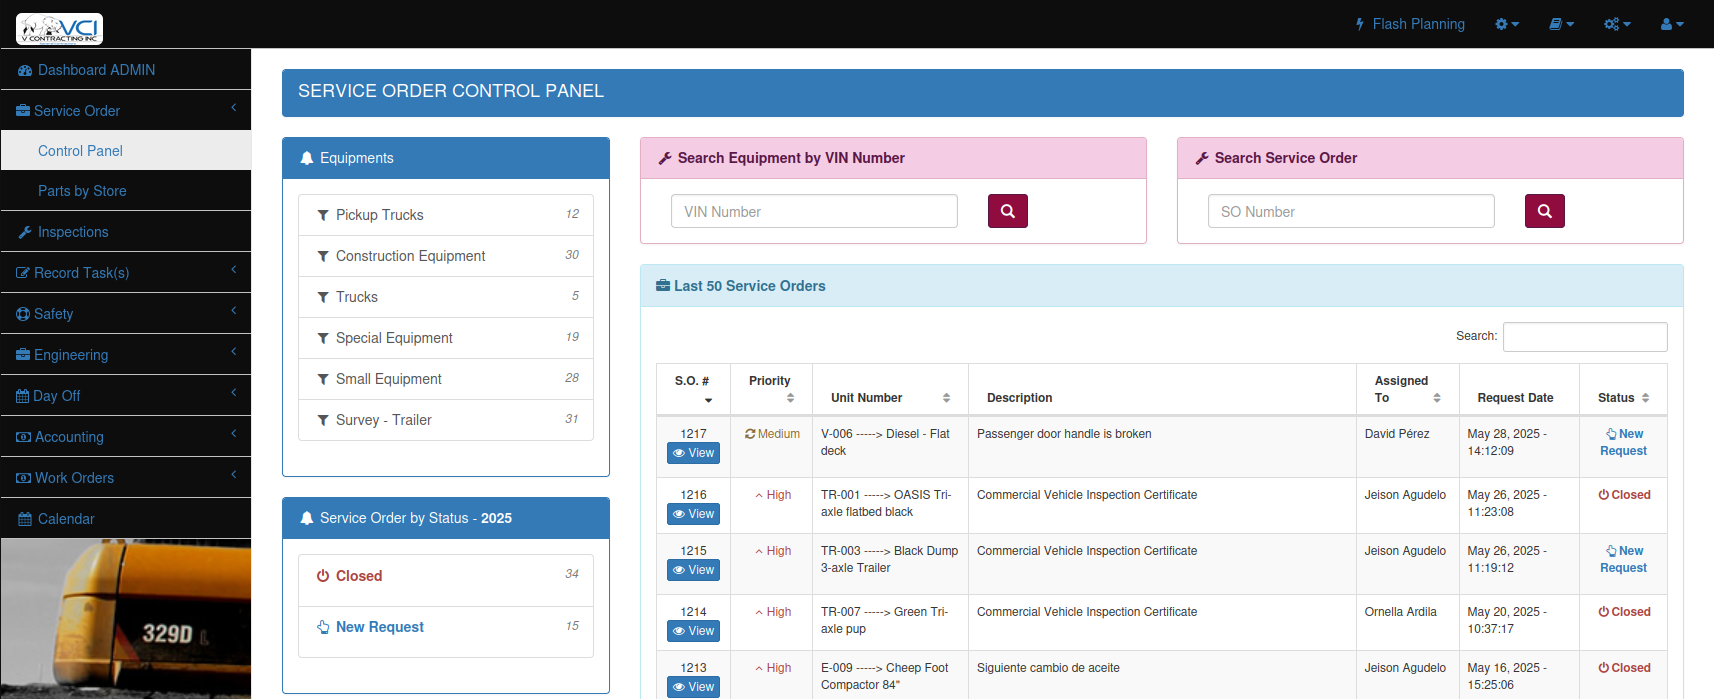 VCI
V CONTRACTING INC
Flash Planning
Dashboard ADMIN
Service Order
Control Panel
Parts by Store
Inspections
Record Task(s)
Safety
Engineering
Day Off
Accounting
Work Orders
Calendar
329D L
SERVICE ORDER CONTROL PANEL
Equipments
Pickup Trucks 12
Construction Equipment 30
Trucks 5
Special Equipment 19
Small Equipment 28
Survey - Trailer 31
Service Order by Status - 2025
Closed 34
New Request 15
Search Equipment by VIN Number
VIN Number
Search Service Order
SO Number
Last 50 Service Orders
Search:
S.O. # Priority Unit Number Description Assigned To Request Date Status
1217 Medium V-006 -----> Diesel - Flat Passenger door handle is broken David Pérez May 28, 2025 - New
View deck 14:12:09 Request
1216 High TR-001 -----> OASIS Tri- Commercial Vehicle Inspection Certificate Jeison Agudelo May 26, 2025 - Closed
View axle flatbed black 11:23:08
1215 High TR-003 -----> Black Dump Commercial Vehicle Inspection Certificate Jeison Agudelo May 26, 2025 - New
View 3-axle Trailer 11:19:12 Request
1214 High TR-007 -----> Green Tri- Commercial Vehicle Inspection Certificate Ornella Ardila May 20, 2025 - Closed
View axle pup 10:37:17
1213 High E-009 -----> Cheep Foot Siguiente cambio de aceite Jeison Agudelo May 16, 2025 - Closed
View Compactor 84" 15:25:06